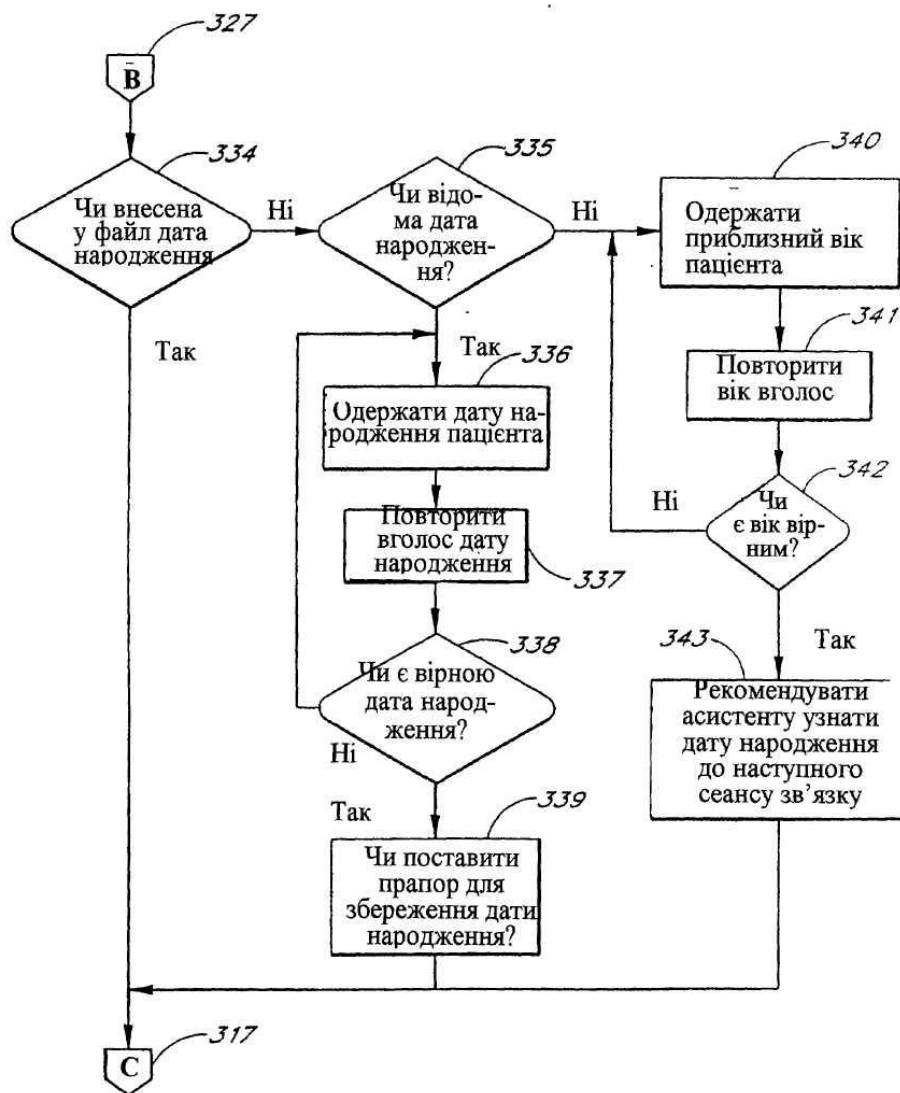 327
B
334
Чи внесена
у файл дата
народження
Ні
335
Чи відо-
ма дата
народжен-
ня?
Ні
340
Одержати
приблизний вік
пацієнта
Так
Так
336
Одержати дату на-
родження пацієнта
341
Повторити
вік вголос
Повторити
вголос дату
народження
337
342
Чи
є вік вір-
ним?
Ні
338
Чи є вірною
дата народ-
ження?
Ні
Так
343
Рекомендувати
асистенту узнати
дату народження
до наступного
сеансу зв’язку
Так
339
Чи поставити
прапор для
збереження дати
народження?
C
317